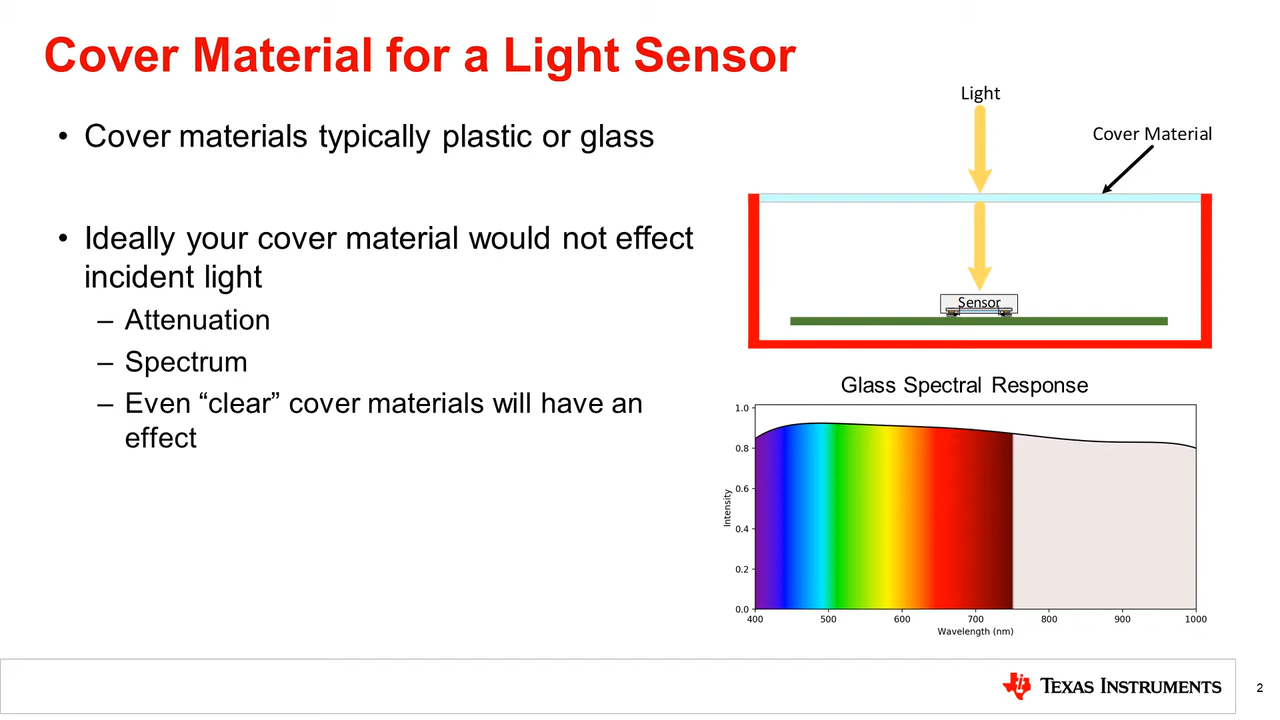 Cover Material for a Light Sensor
• Cover materials typically plastic or glass
• Ideally your cover material would not effect
incident light
– Attenuation
– Spectrum
– Even “clear” cover materials will have an
effect
Light
Cover Material
Sensor
Glass Spectral Response
1.0
0.8
0.6
0.4
0.2
0.0
Intensity
400 500 600 700 800 900 1000
Wavelength (nm)
TEXAS INSTRUMENTS
2